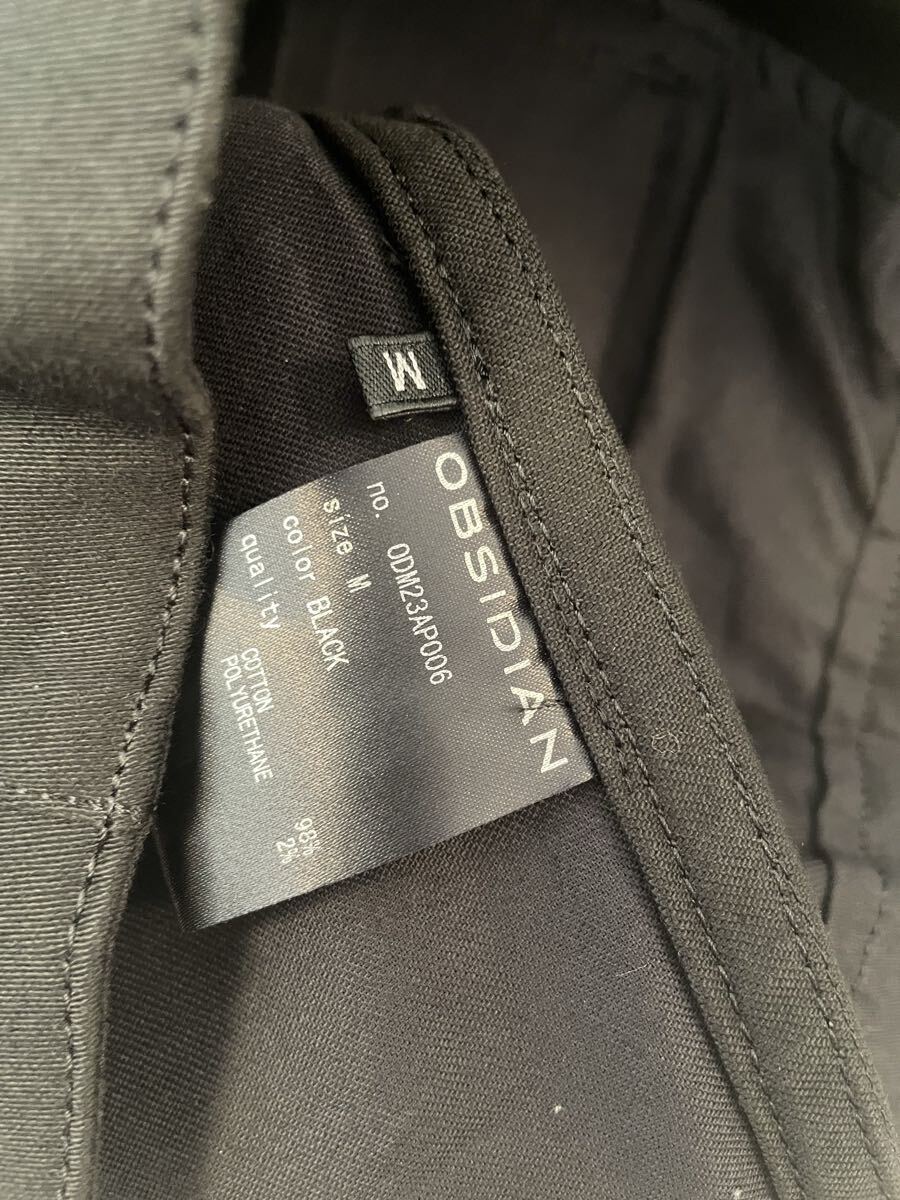 M
OBSIDIAN
no. ODM23AP006
size M
color BLACK
quality COTTON 98%
POLYURETHANE 2%